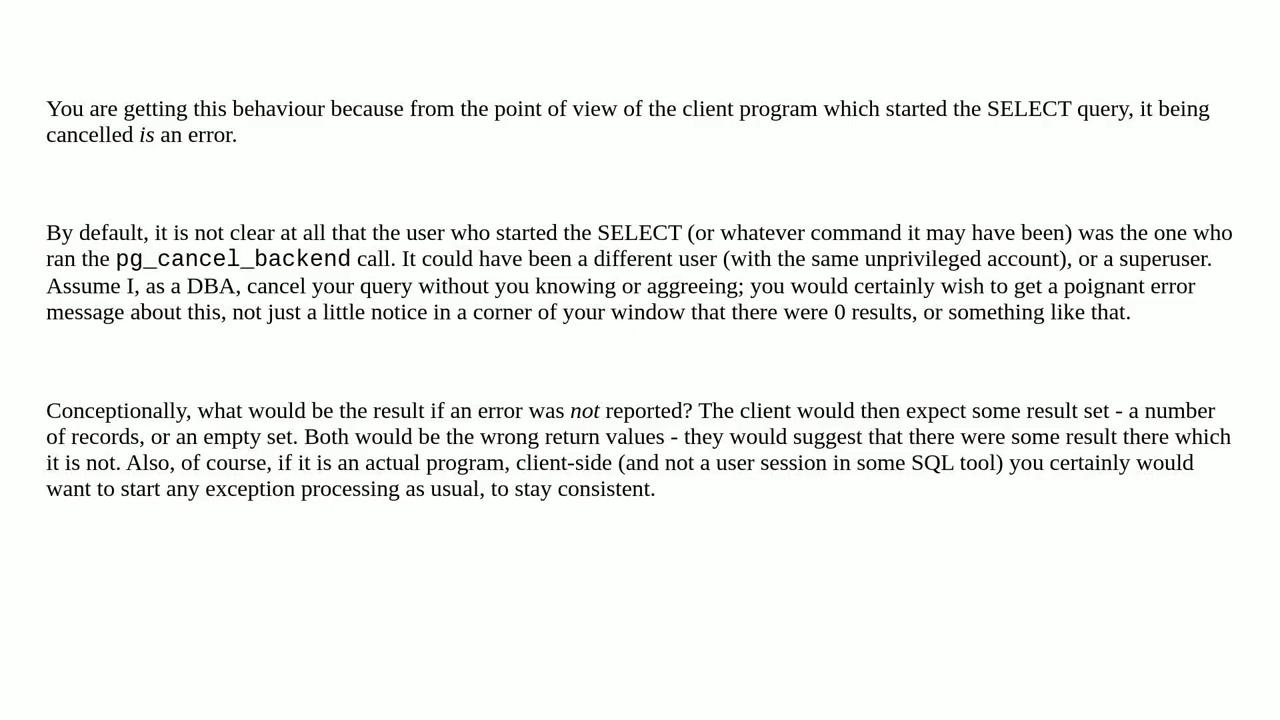 You are getting this behaviour because from the point of view of the client program which started the SELECT query, it being
cancelled is an error.
By default, it is not clear at all that the user who started the SELECT (or whatever command it may have been) was the one who
ran the pg_cancel_backend call. It could have been a different user (with the same unprivileged account), or a superuser.
Assume I, as a DBA, cancel your query without you knowing or aggreeing; you would certainly wish to get a poignant error
message about this, not just a little notice in a corner of your window that there were 0 results, or something like that.
Conceptionally, what would be the result if an error was not reported? The client would then expect some result set - a number
of records, or an empty set. Both would be the wrong return values - they would suggest that there were some result there which
it is not. Also, of course, if it is an actual program, client-side (and not a user session in some SQL tool) you certainly would
want to start any exception processing as usual, to stay consistent.